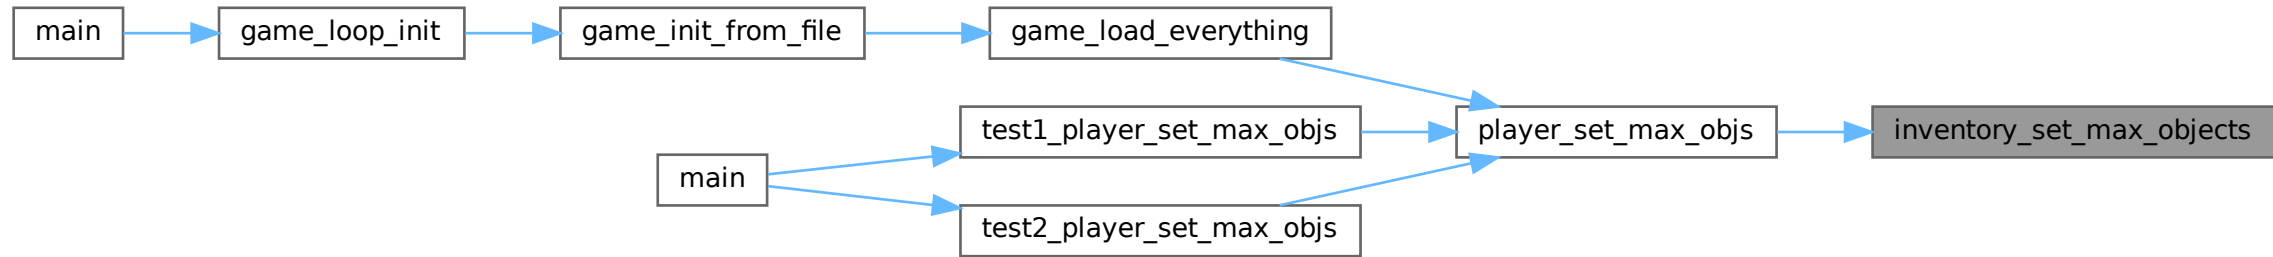 main
game_loop_init
game_init_from_file
game_load_everything
test1_player_set_max_objs
player_set_max_objs
inventory_set_max_objects
main
test2_player_set_max_objs